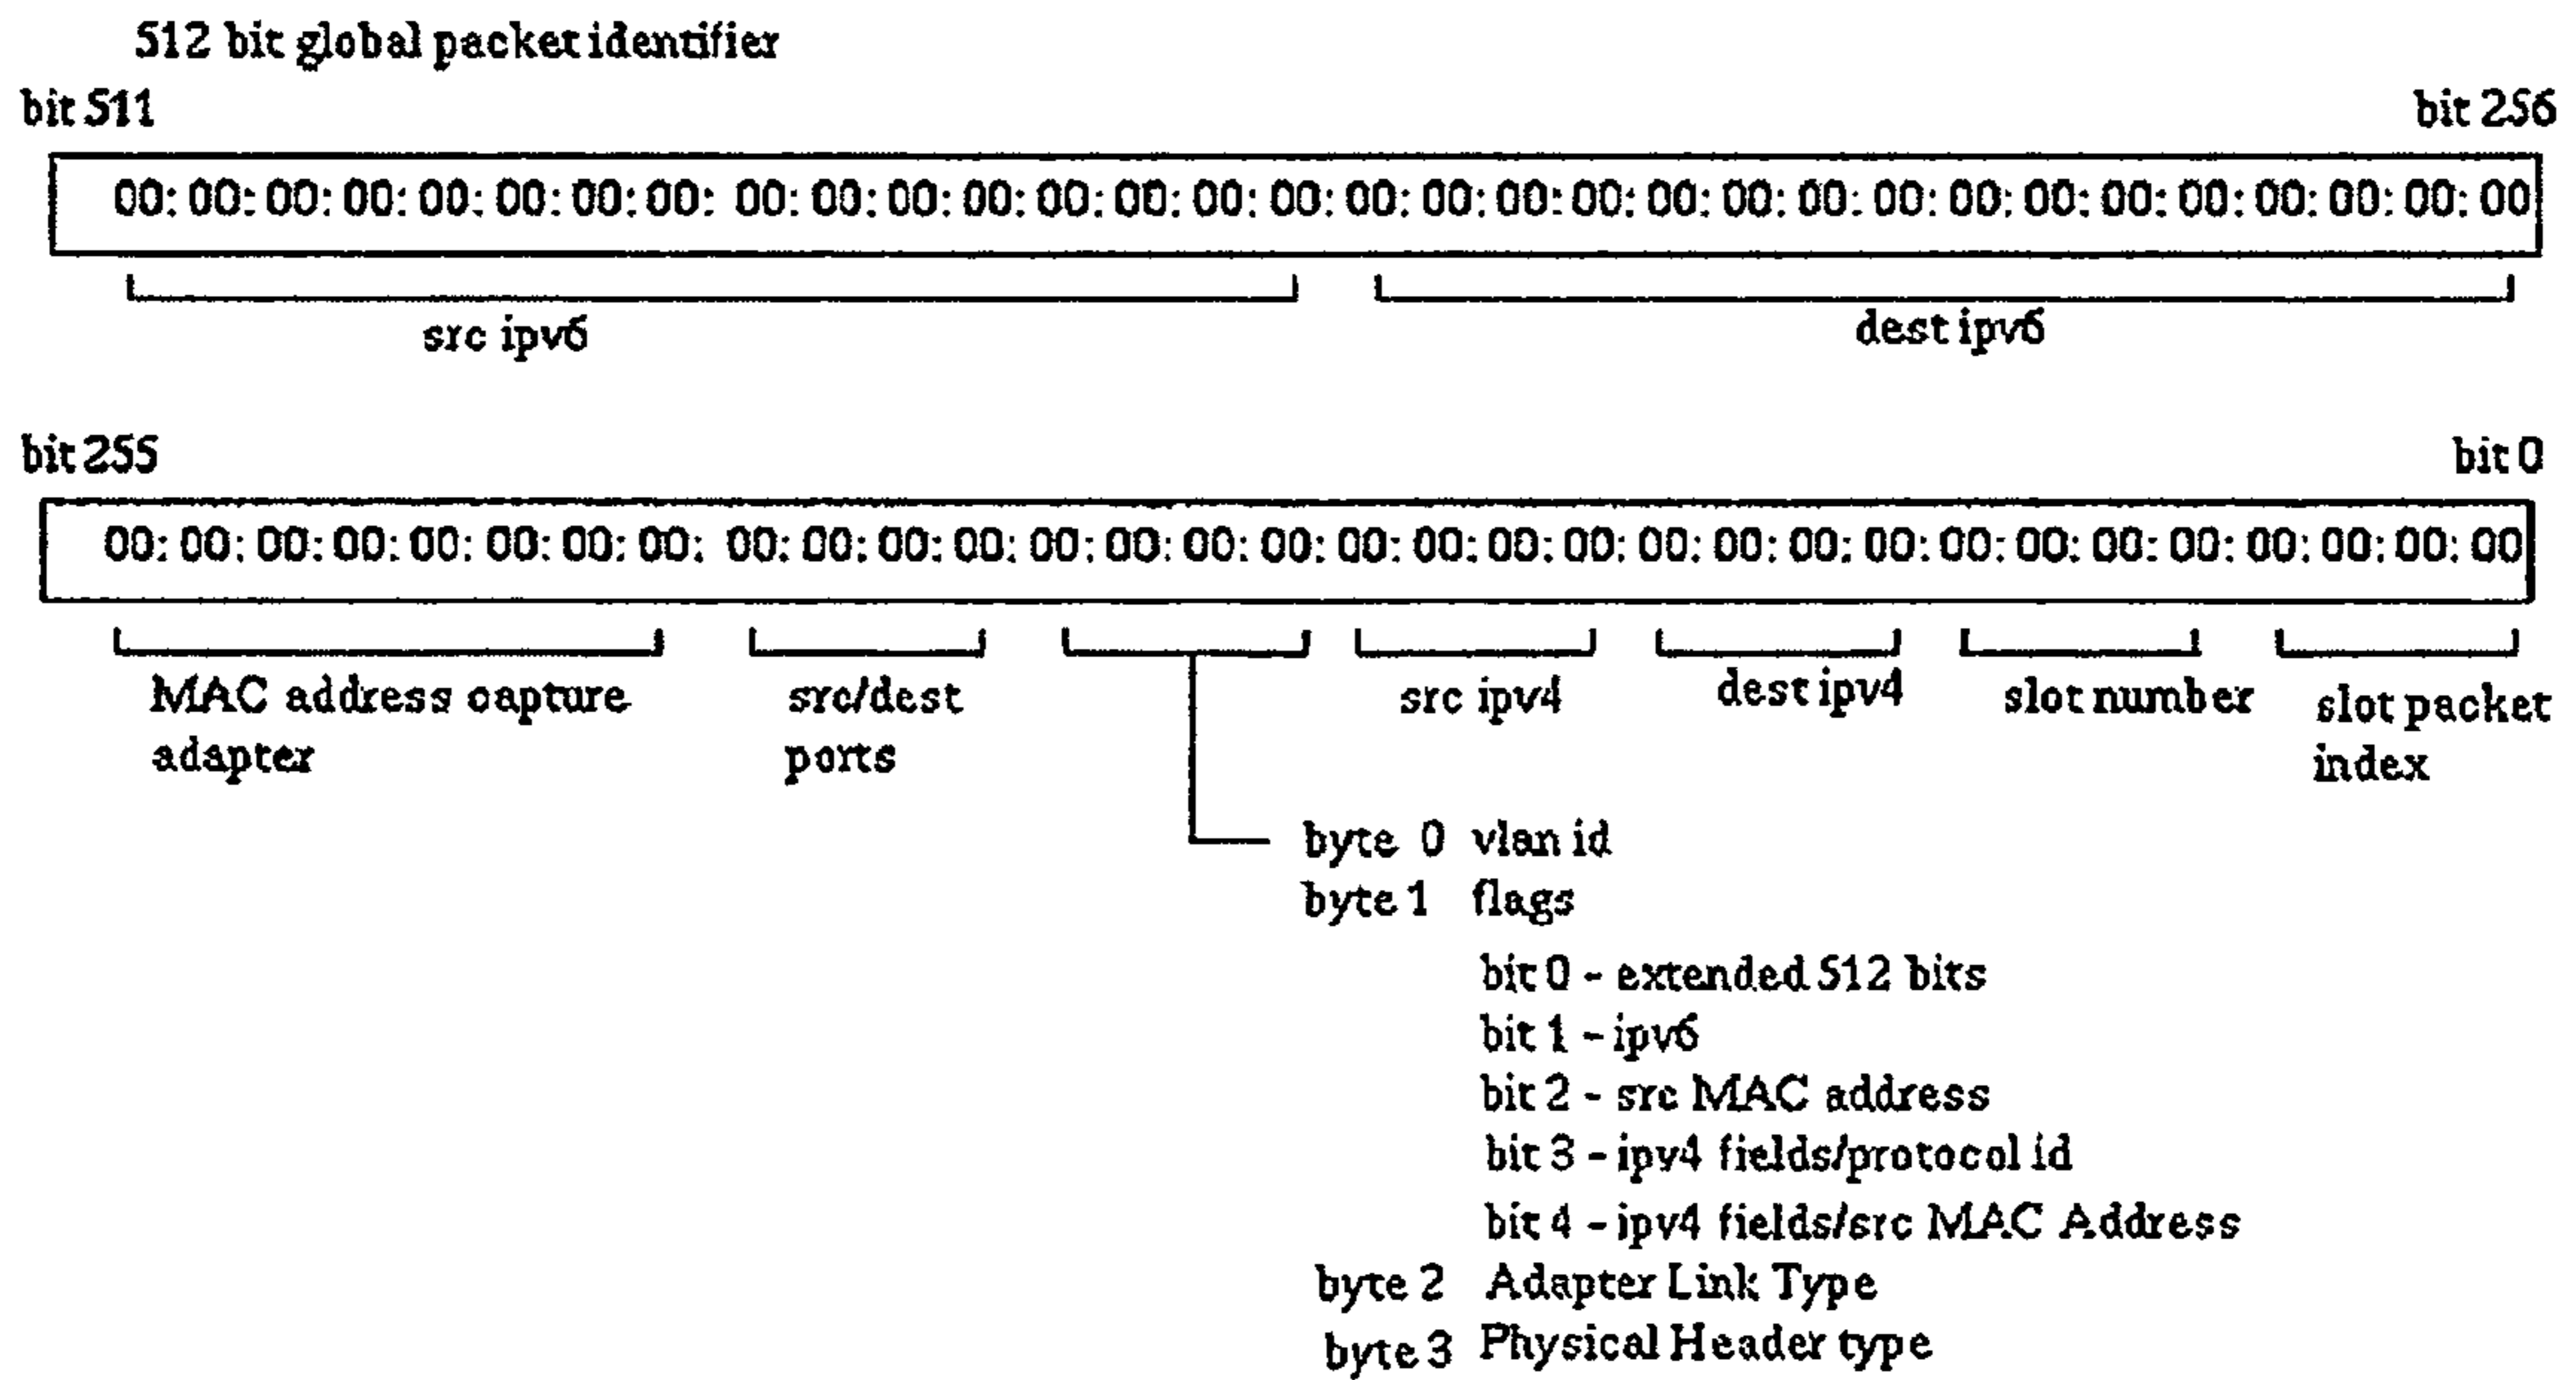 512 bit global packet identifier
bit 511 bit 256
00: 00: 00: 00: 00: 00: 00: 00: 00: 00: 00: 00: 00: 00: 00: 00: 00: 00: 00: 00: 00: 00: 00: 00: 00: 00: 00: 00: 00: 00: 00: 00
src ipv6 dest ipv6
bit 255 bit 0
00: 00: 00: 00: 00: 00: 00: 00: 00: 00: 00: 00: 00: 00: 00: 00: 00: 00: 00: 00: 00: 00: 00: 00: 00: 00: 00: 00: 00: 00: 00: 00
MAC address capture adapter
src/dest ports
src ipv4
dest ipv4
slot number
slot packet index
byte 0 vlan id
byte 1 flags
bit 0 - extended 512 bits
bit 1 - ipv6
bit 2 - src MAC address
bit 3 - ipv4 fields/protocol id
bit 4 - ipv4 fields/src MAC Address
byte 2 Adapter Link Type
byte 3 Physical Header type